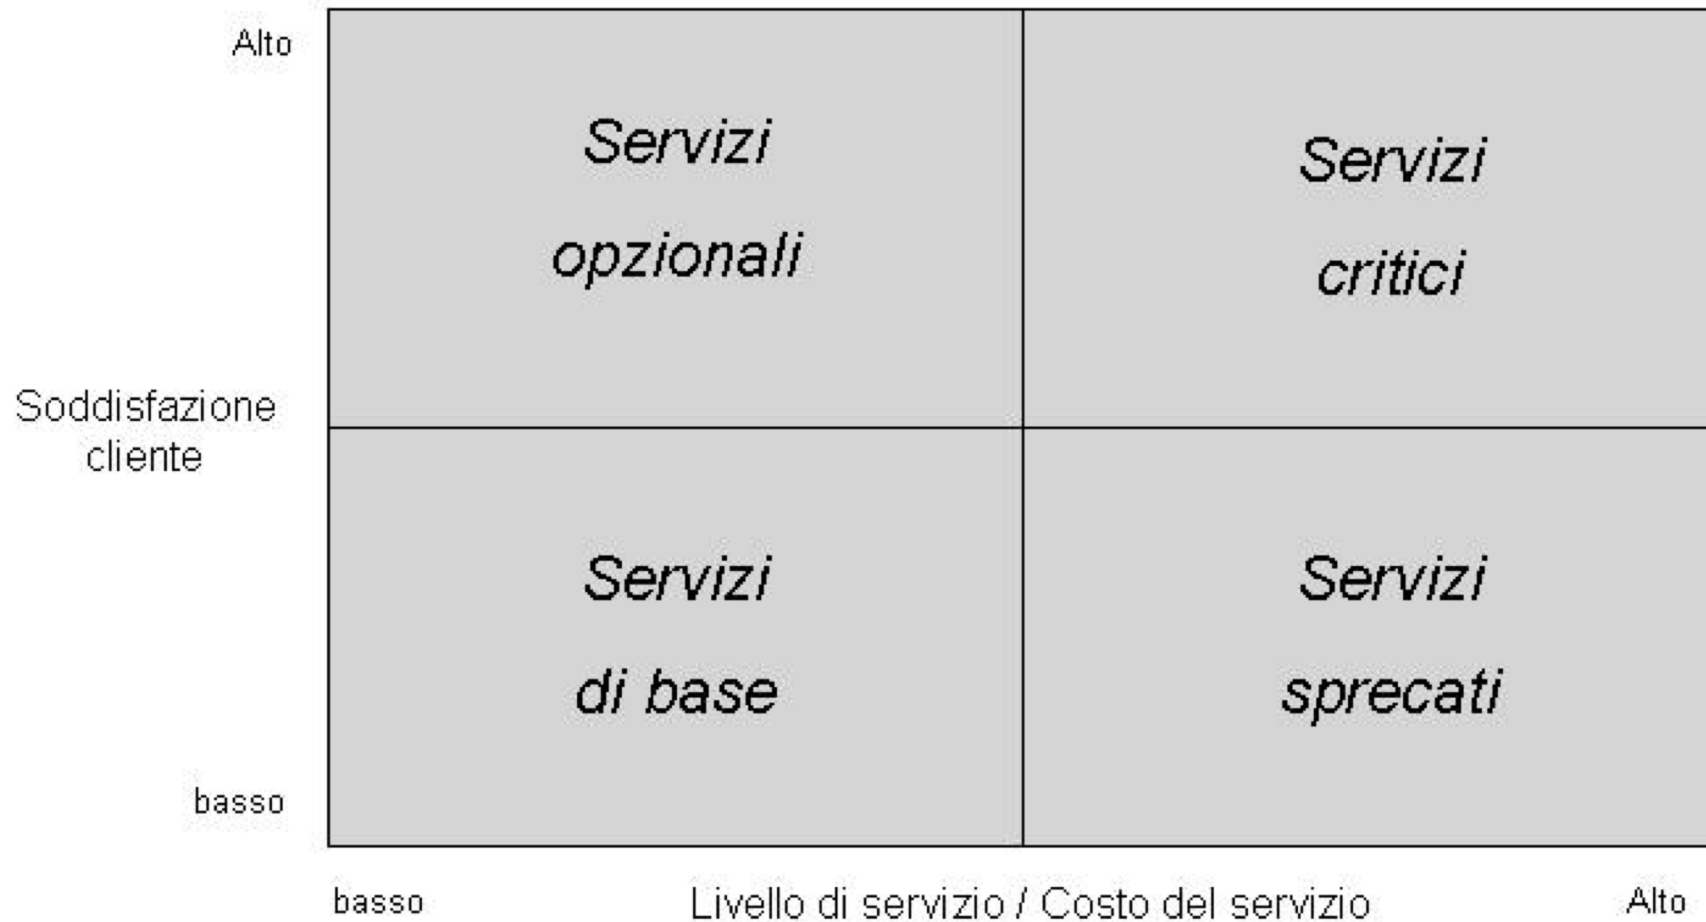 Alto
Servizi
opzionali
Servizi
critici
Soddisfazione
cliente
Servizi
di base
Servizi
sprecati
basso
basso
Livello di servizio / Costo del servizio
Alto